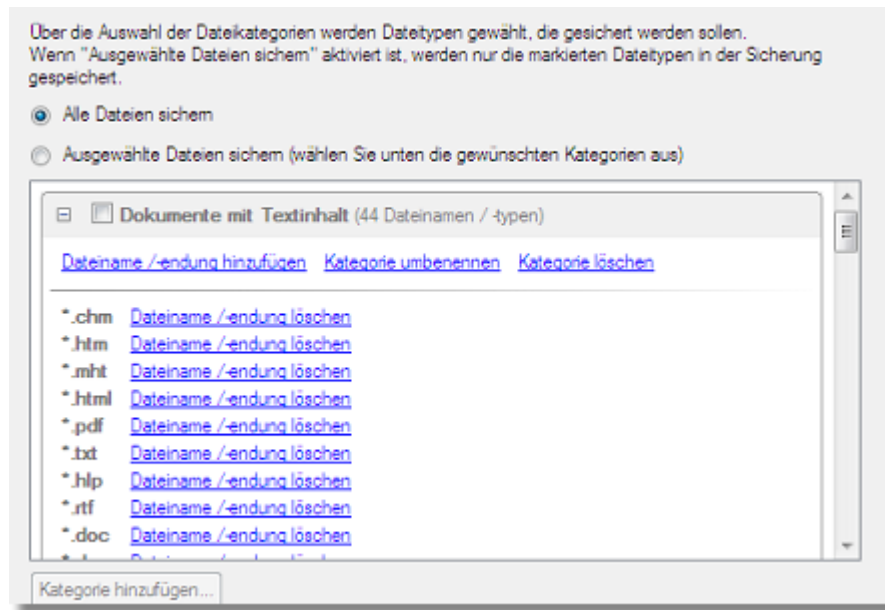 Über die Auswahl der Dateikategorien werden Dateitypen gewählt, die gesichert werden sollen.
Wenn "Ausgewählte Dateien sichern" aktiviert ist, werden nur die markierten Dateitypen in der Sicherung
gespeichert.
Alle Dateien sichern
Ausgewählte Dateien sichern (wählen Sie unten die gewünschten Kategorien aus)
Dokumente mit Textinhalt (44 Dateinamen / -typen)
Dateiname /-endung hinzufügen Kategorie umbenennen Kategorie löschen
*.chm Dateiname /-endung löschen
*.htm Dateiname /-endung löschen
*.mht Dateiname /-endung löschen
*.html Dateiname /-endung löschen
*.pdf Dateiname /-endung löschen
*.txt Dateiname /-endung löschen
*.hlp Dateiname /-endung löschen
*.rtf Dateiname /-endung löschen
*.doc Dateiname /-endung löschen
Kategorie hinzufügen...